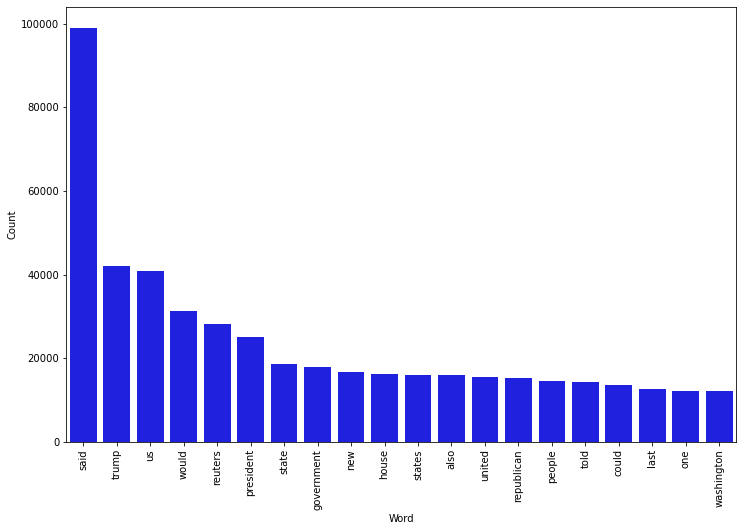 100000
80000
60000
40000
20000
0
Count
said
trump
us
would
reuters
president
state
government
new
house
states
also
united
republican
people
told
could
last
one
washington
Word